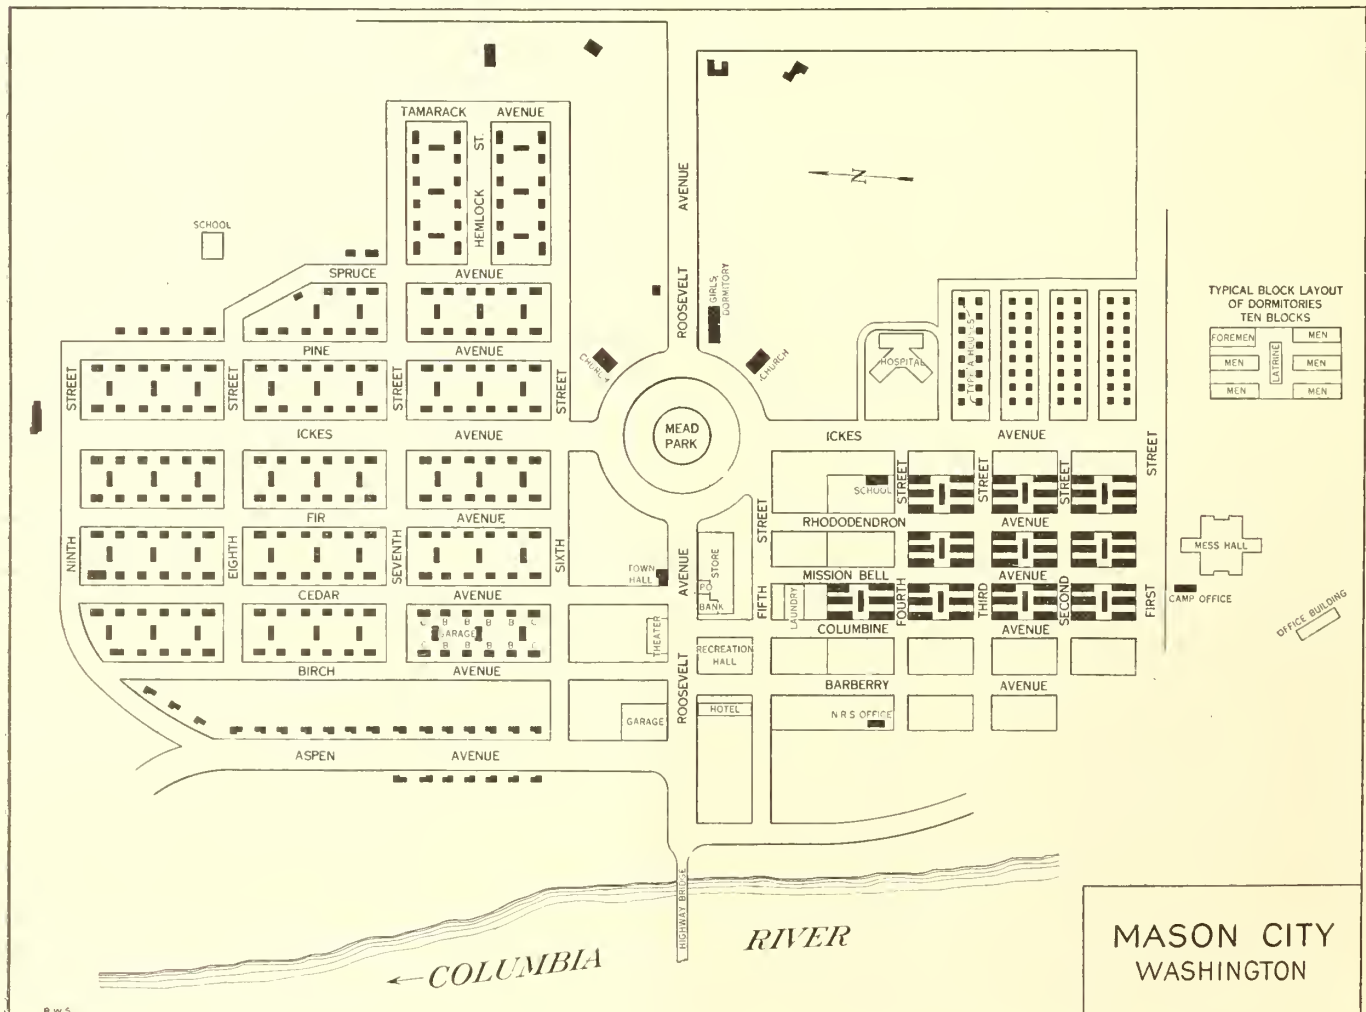 TAMARACK AVENUE
HEMLOCK ST.
SCHOOL
SPRUCE AVENUE
PINE AVENUE
STREET
STREET
STREET
STREET
ICKES AVENUE
FIR AVENUE
NINTH
EIGHTH
SEVENTH
SIXTH
CEDAR AVENUE
C B B B B C
GARAGES
C B B B B C
BIRCH AVENUE
ASPEN AVENUE
ROOSEVELT AVENUE
N
GIRLS'
DORMITORY
CHURCH
CHURCH
MEAD
PARK
HOSPITAL
TYPICAL HOUSES
ICKES AVENUE
TYPICAL BLOCK LAYOUT
OF DORMITORIES
TEN BLOCKS
FOREMEN
MEN
MEN
LATRINE
MEN
MEN
MEN
SCHOOL
STREET
STREET
STREET
STREET
STREET
RHODODENDRON AVENUE
MISSION BELL AVENUE
FIFTH
FOURTH
THIRD
SECOND
FIRST
MESS HALL
CAMP OFFICE
OFFICE BUILDING
TOWN
HALL
ROOSEVELT AVENUE
STORE
P.O.
BANK
LAUNDRY
COLUMBINE AVENUE
THEATER
RECREATION
HALL
BARBERRY AVENUE
GARAGE
HOTEL
N.R.S OFFICE
HIGHWAY BRIDGE
COLUMBIA RIVER
MASON CITY
WASHINGTON
R.W.S.